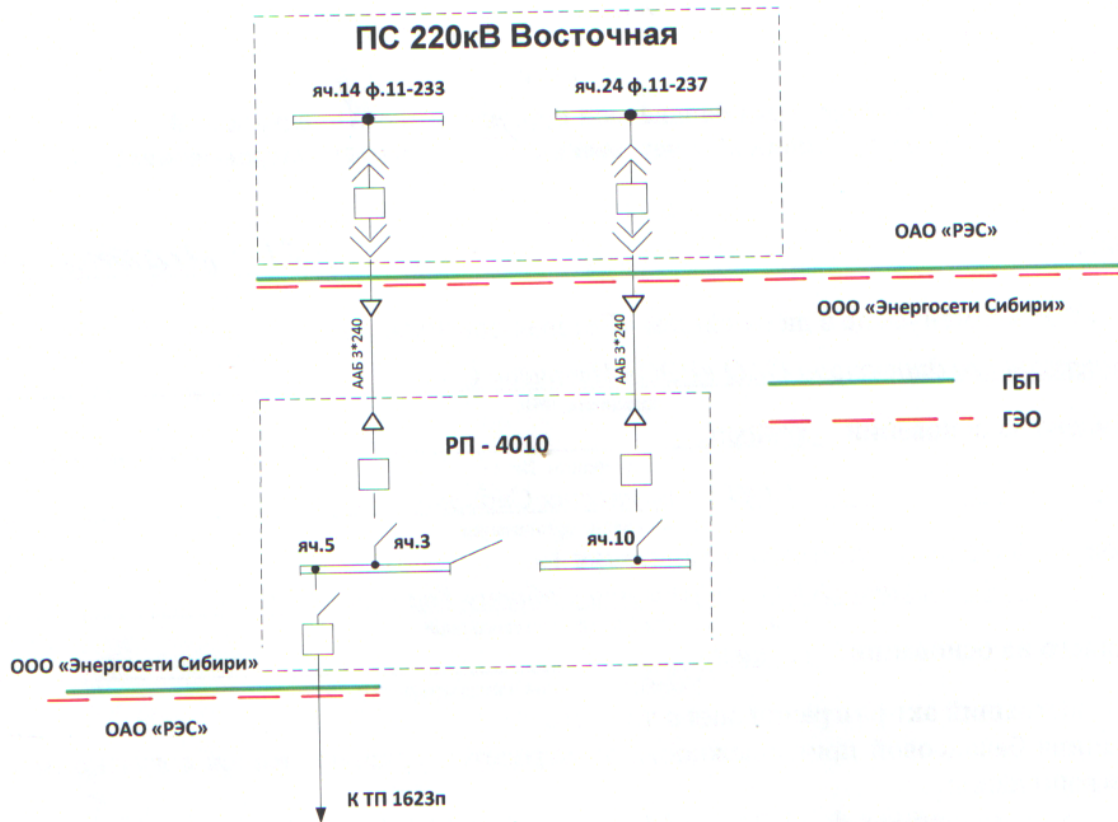 ПС 220кВ Восточная
яч.14 ф.11-233
яч.24 ф.11-237
ОАО «РЭС»
ООО «Энергосети Сибири»
ААБ 3*240
ААБ 3*240
ГБП
ГЭО
РП - 4010
яч.5
яч.3
яч.10
ООО «Энергосети Сибири»
ОАО «РЭС»
К ТП 1623п